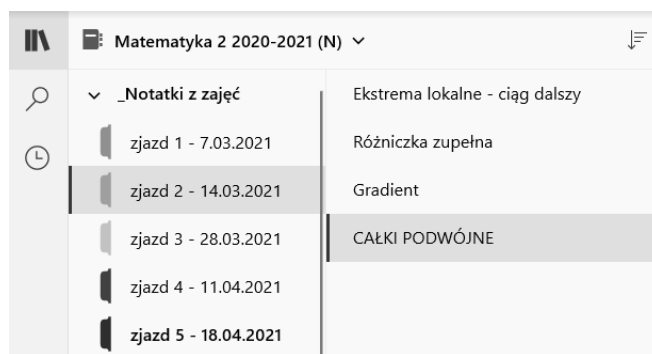 Matematyka 2 2020-2021 (N)
_Notatki z zajęć
zjazd 1 - 7.03.2021
zjazd 2 - 14.03.2021
zjazd 3 - 28.03.2021
zjazd 4 - 11.04.2021
zjazd 5 - 18.04.2021
Ekstrema lokalne - ciąg dalszy
Różniczka zupełna
Gradient
CAŁKI PODWÓJNE